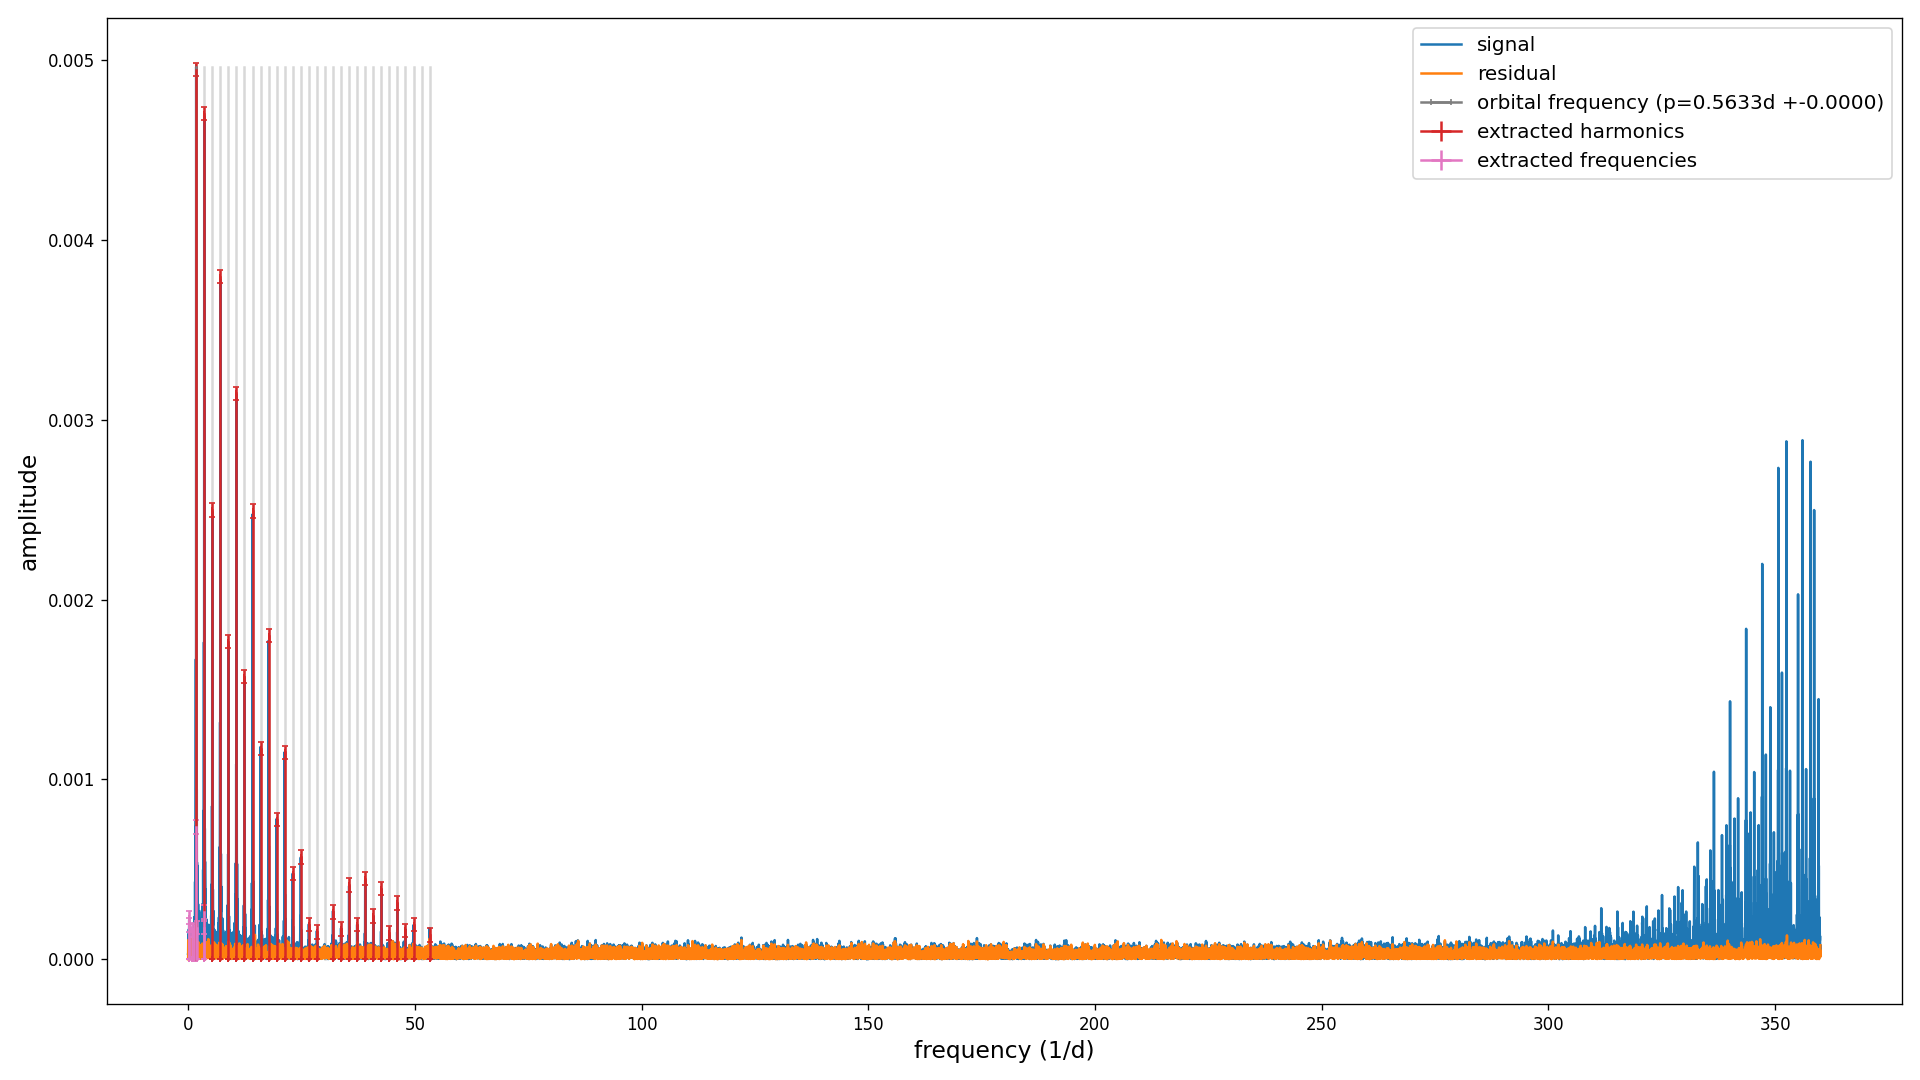 signal
residual
orbital frequency (p=0.5633d +-0.0000)
extracted harmonics
extracted frequencies
amplitude
0.005
0.004
0.003
0.002
0.001
0.000
0 50 100 150 200 250 300 350
frequency (1/d)